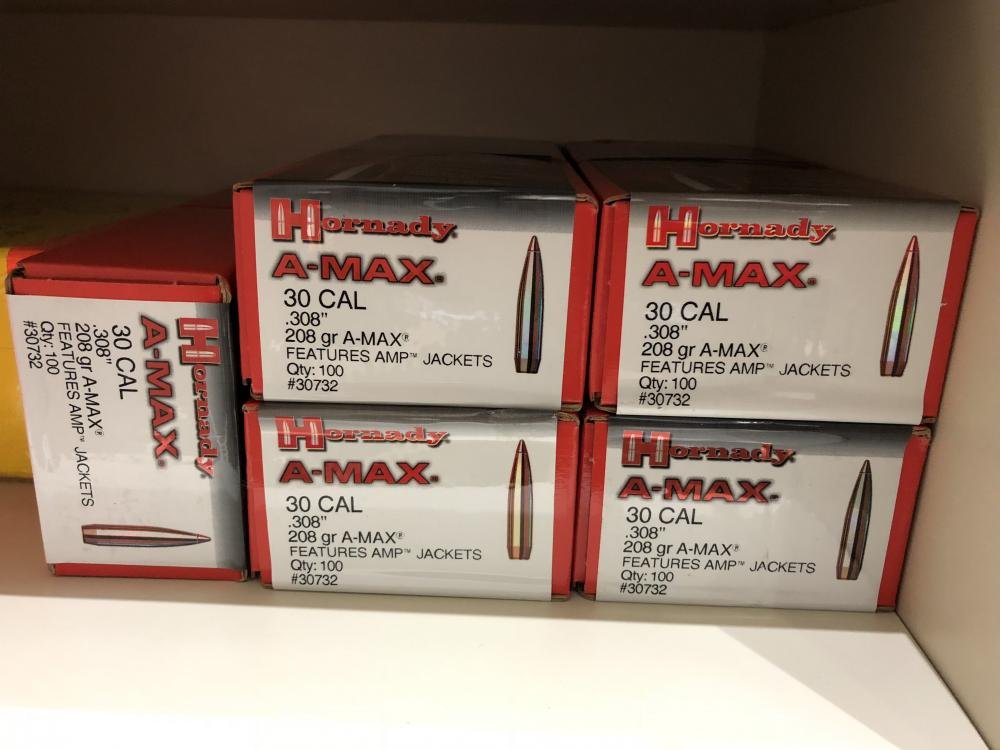 Hornady®
A-MAX®
30 CAL
.308"
208 gr A-MAX®
FEATURES AMP™ JACKETS
Qty: 100
#30732
Hornady®
A-MAX®
30 CAL
.308"
208 gr A-MAX®
FEATURES AMP™ JACKETS
Qty: 100
#30732
Hornady®
A-MAX®
30 CAL
.308"
208 gr A-MAX®
FEATURES AMP™ JACKETS
Qty: 100
#30732
Hornady®
A-MAX®
30 CAL
.308"
208 gr A-MAX®
FEATURES AMP™ JACKETS
Qty: 100
#30732
Hornady®
A-MAX®
30 CAL
.308"
208 gr A-MAX®
FEATURES AMP™ JACKETS
Qty: 100
#30732